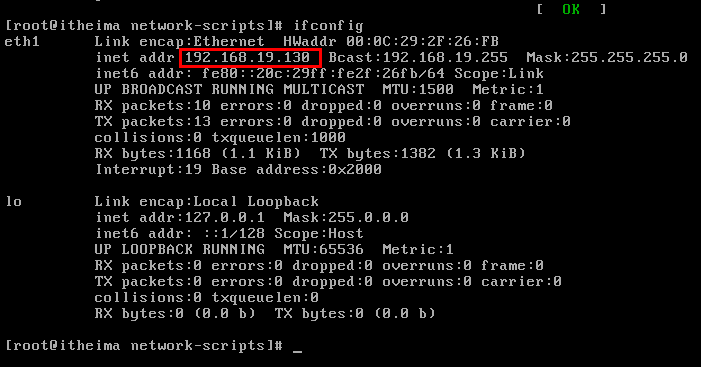 [  OK  ]
[root@itheima network-scripts]# ifconfig
eth1      Link encap:Ethernet  HWaddr 00:0C:29:2F:26:FB
          inet addr:192.168.19.130  Bcast:192.168.19.255  Mask:255.255.255.0
          inet6 addr: fe80::20c:29ff:fe2f:26fb/64 Scope:Link
          UP BROADCAST RUNNING MULTICAST  MTU:1500  Metric:1
          RX packets:10 errors:0 dropped:0 overruns:0 frame:0
          TX packets:13 errors:0 dropped:0 overruns:0 carrier:0
          collisions:0 txqueuelen:1000
          RX bytes:1168 (1.1 KiB)  TX bytes:1382 (1.3 KiB)
          Interrupt:19 Base address:0x2000
lo        Link encap:Local Loopback
          inet addr:127.0.0.1  Mask:255.0.0.0
          inet6 addr: ::1/128 Scope:Host
          UP LOOPBACK RUNNING  MTU:65536  Metric:1
          RX packets:0 errors:0 dropped:0 overruns:0 frame:0
          TX packets:0 errors:0 dropped:0 overruns:0 carrier:0
          collisions:0 txqueuelen:0
          RX bytes:0 (0.0 b)  TX bytes:0 (0.0 b)
[root@itheima network-scripts]# _